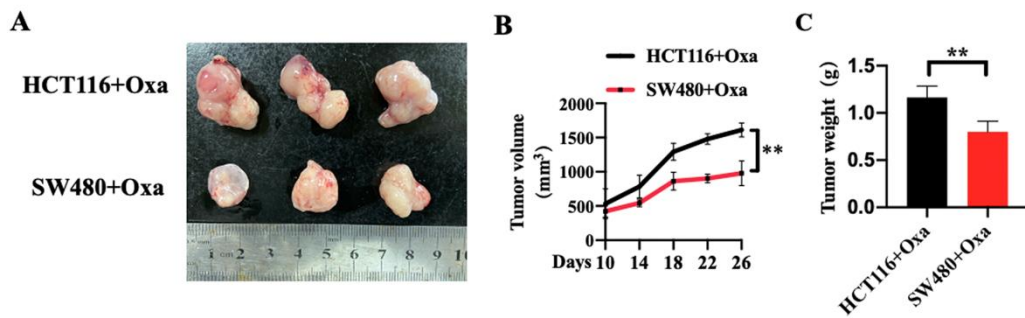 A
HCT116+Oxa
SW480+Oxa
1 cm 2 3 4 5 6 7 8 9 10
B
HCT116+Oxa
SW480+Oxa
Tumor volume
(mm³)
2000
1500
1000
500
0
**
Days 10 14 18 22 26
C
**
Tumor weight (g)
1.5
1.0
0.5
0.0
HCT116+Oxa
SW480+Oxa